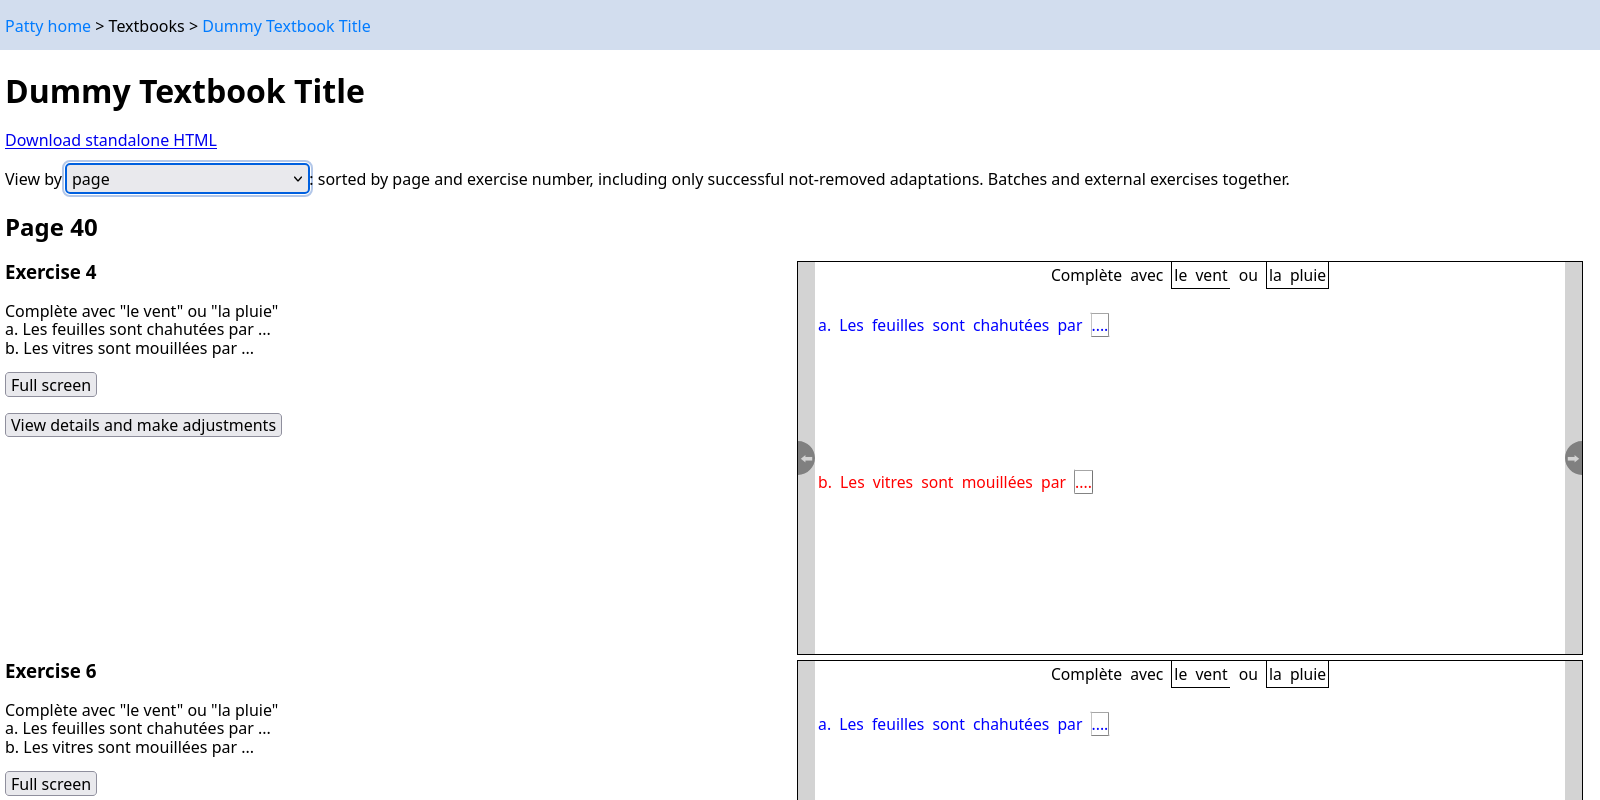 Patty home > Textbooks > Dummy Textbook Title
Dummy Textbook Title
Download standalone HTML
View by page : sorted by page and exercise number, including only successful not-removed adaptations. Batches and external exercises together.
Page 40
Exercise 4
Complète avec "le vent" ou "la pluie"
a. Les feuilles sont chahutées par ...
b. Les vitres sont mouillées par ...
Full screen
View details and make adjustments
Complète avec le vent ou la pluie
a. Les feuilles sont chahutées par ....
b. Les vitres sont mouillées par ....
Exercise 6
Complète avec "le vent" ou "la pluie"
a. Les feuilles sont chahutées par ...
b. Les vitres sont mouillées par ...
Full screen
Complète avec le vent ou la pluie
a. Les feuilles sont chahutées par ....